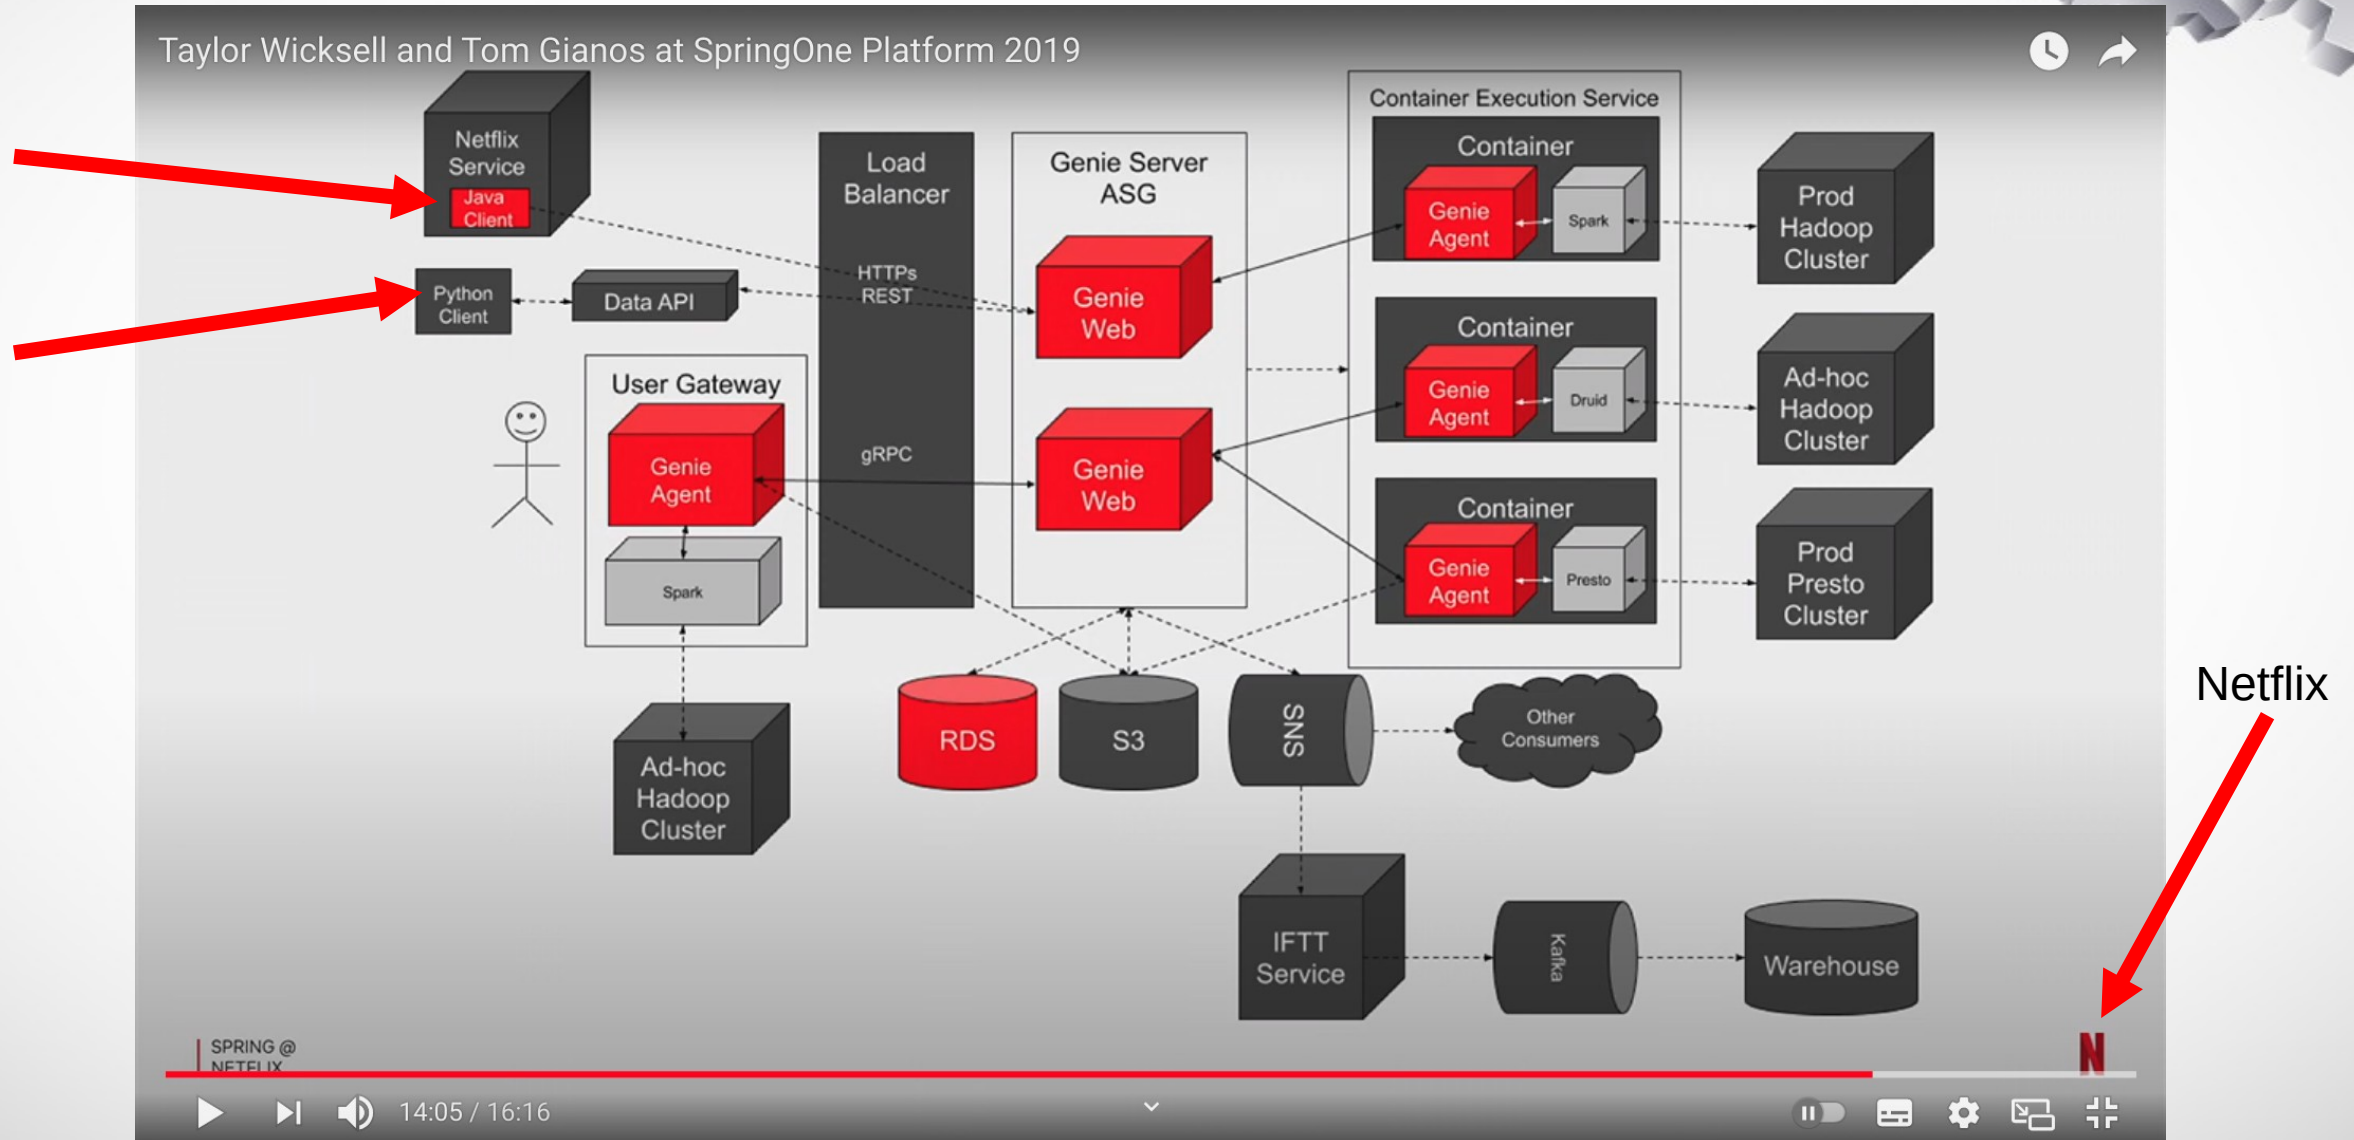 Taylor Wicksell and Tom Gianos at SpringOne Platform 2019
Netflix
Service
Java
Client
Python
Client
Data API
Load
Balancer
HTTPs
REST
gRPC
Genie Server
ASG
Genie
Web
Genie
Web
Container Execution Service
Container
Genie
Agent
Spark
Container
Genie
Agent
Druid
Container
Genie
Agent
Presto
Prod
Hadoop
Cluster
Ad-hoc
Hadoop
Cluster
Prod
Presto
Cluster
User Gateway
Genie
Agent
Spark
Ad-hoc
Hadoop
Cluster
RDS
S3
SNS
Other
Consumers
IFTT
Service
Kafka
Warehouse
Netflix
SPRING @
NETFLIX
N
14:05 / 16:16